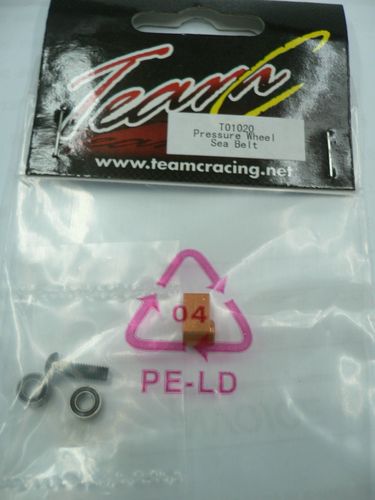 TeamC
T01020
Pressure Wheel
Sea Belt
www.teamcracing.net
04
PE-LD